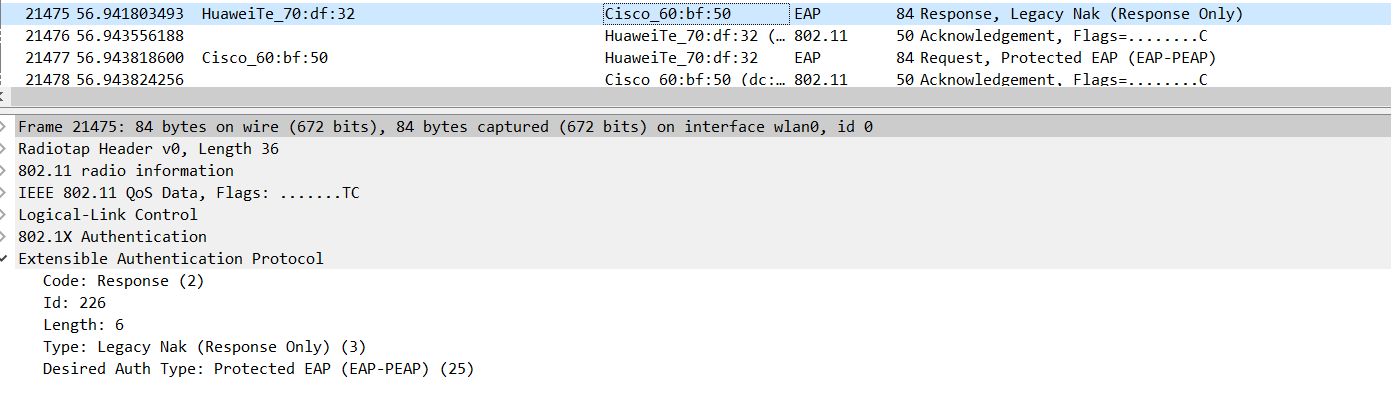 21475 56.941803493 HuaweiTe_70:df:32 Cisco_60:bf:50 EAP 84 Response, Legacy Nak (Response Only)
21476 56.943556188 HuaweiTe_70:df:32 (… 802.11 50 Acknowledgement, Flags=........C
21477 56.943818600 Cisco_60:bf:50 HuaweiTe_70:df:32 EAP 84 Request, Protected EAP (EAP-PEAP)
21478 56.943824256 Cisco_60:bf:50 (dc:… 802.11 50 Acknowledgement, Flags=........C
Frame 21475: 84 bytes on wire (672 bits), 84 bytes captured (672 bits) on interface wlan0, id 0
Radiotap Header v0, Length 36
802.11 radio information
IEEE 802.11 QoS Data, Flags: .......TC
Logical-Link Control
802.1X Authentication
Extensible Authentication Protocol
Code: Response (2)
Id: 226
Length: 6
Type: Legacy Nak (Response Only) (3)
Desired Auth Type: Protected EAP (EAP-PEAP) (25)